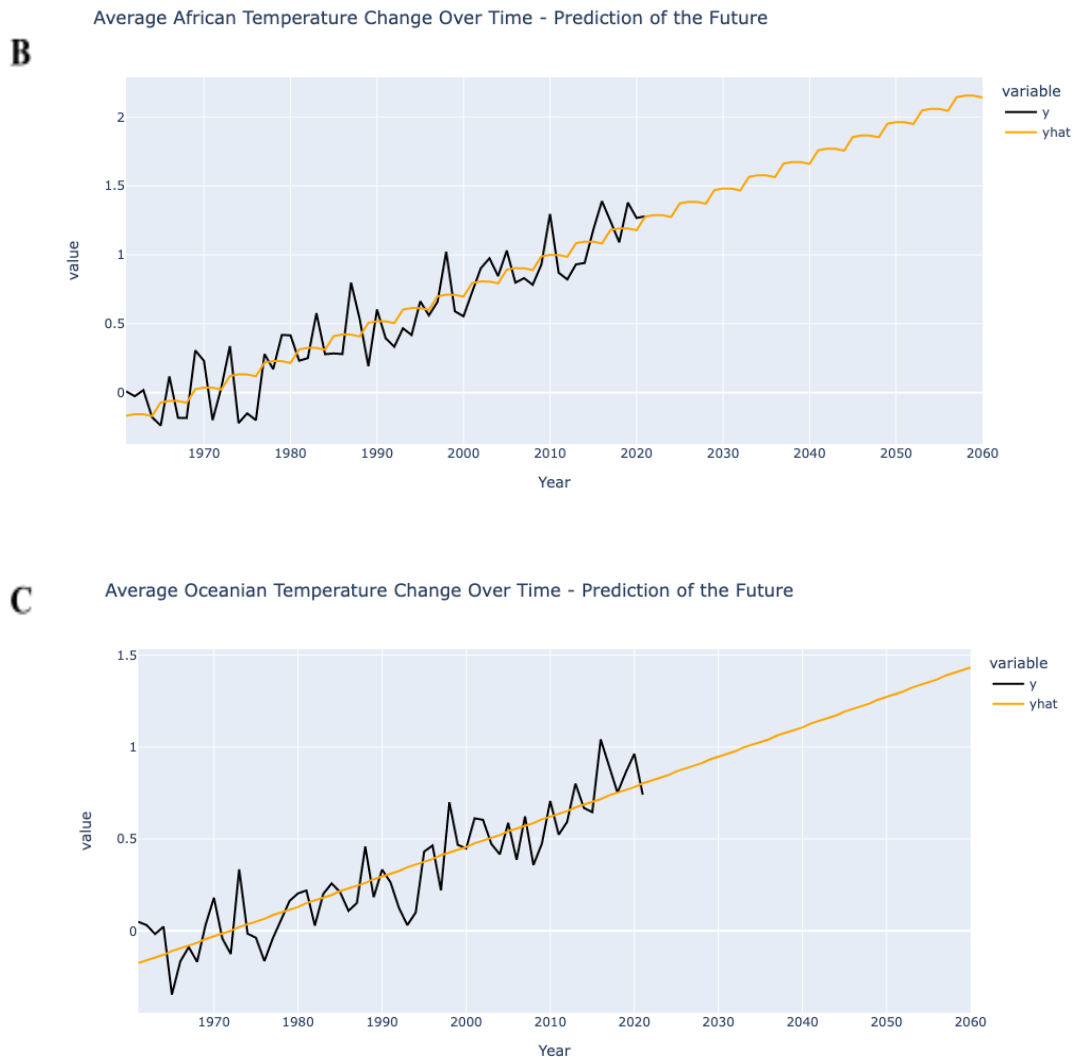 Average African Temperature Change Over Time - Prediction of the Future
B
variable
y
yhat
2
1.5
1
0.5
0
value
1970 1980 1990 2000 2010 2020 2030 2040 2050 2060
Year
Average Oceanian Temperature Change Over Time - Prediction of the Future
C
variable
y
yhat
1.5
1
0.5
0
value
1970 1980 1990 2000 2010 2020 2030 2040 2050 2060
Year